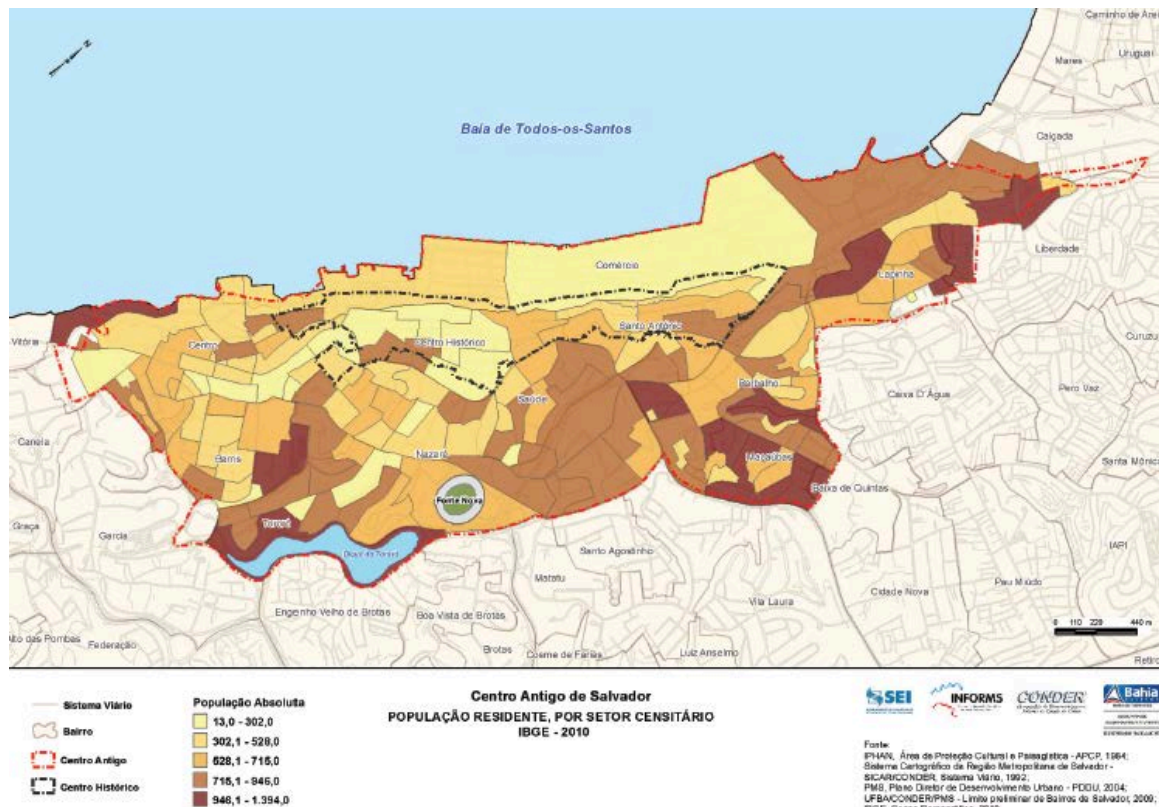 N
Caminho de Areia
Uruguai
Mares
Baía de Todos-os-Santos
Calçada
Liberdade
Comércio
Lapinha
Santo Antônio
Vitória
Centro
Centro Histórico
Curuzu
Barbalho
Caixa D'Água
Pero Vaz
Saúde
Canela
Barris
Nazaré
Macaúbas
Santa Mônica
Baixa de Quintas
Fonte Nova
Graça
Garcia
Tororó
Dique do Tororó
Santo Agostinho
IAPI
Matatu
Pau Miúdo
Cidade Nova
Vila Laura
Engenho Velho de Brotas
Boa Vista de Brotas
0 110 220 440 m
Alto das Pombas
Federação
Brotas
Cosme de Farias
Luiz Anselmo
Retiro
Sistema Viário
Bairro
Centro Antigo
Centro Histórico
População Absoluta
13,0 - 302,0
302,1 - 528,0
528,1 - 715,0
715,1 - 946,0
946,1 - 1.394,0
Centro Antigo de Salvador
POPULAÇÃO RESIDENTE, POR SETOR CENSITÁRIO
IBGE - 2010
SEI
INFORMS
CONDER
Bahia
Fonte:
IPHAN, Área de Proteção Cultural e Paisagística - APCP, 1984;
Sistema Cartográfico da Região Metropolitana de Salvador -
SICAR/CONDER, Sistema Viário, 1992;
PMS, Plano Diretor de Desenvolvimento Urbano - PDDU, 2004;
UFBA/CONDER/PMS - Limite preliminar de Bairros de Salvador, 2009;